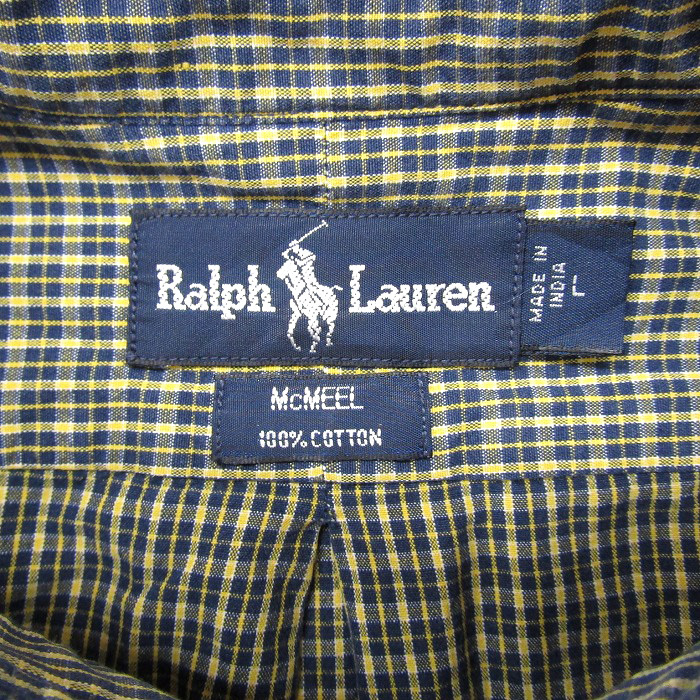 Ralph Lauren
MADE IN
INDIA
L
McMEEL
100% COTTON